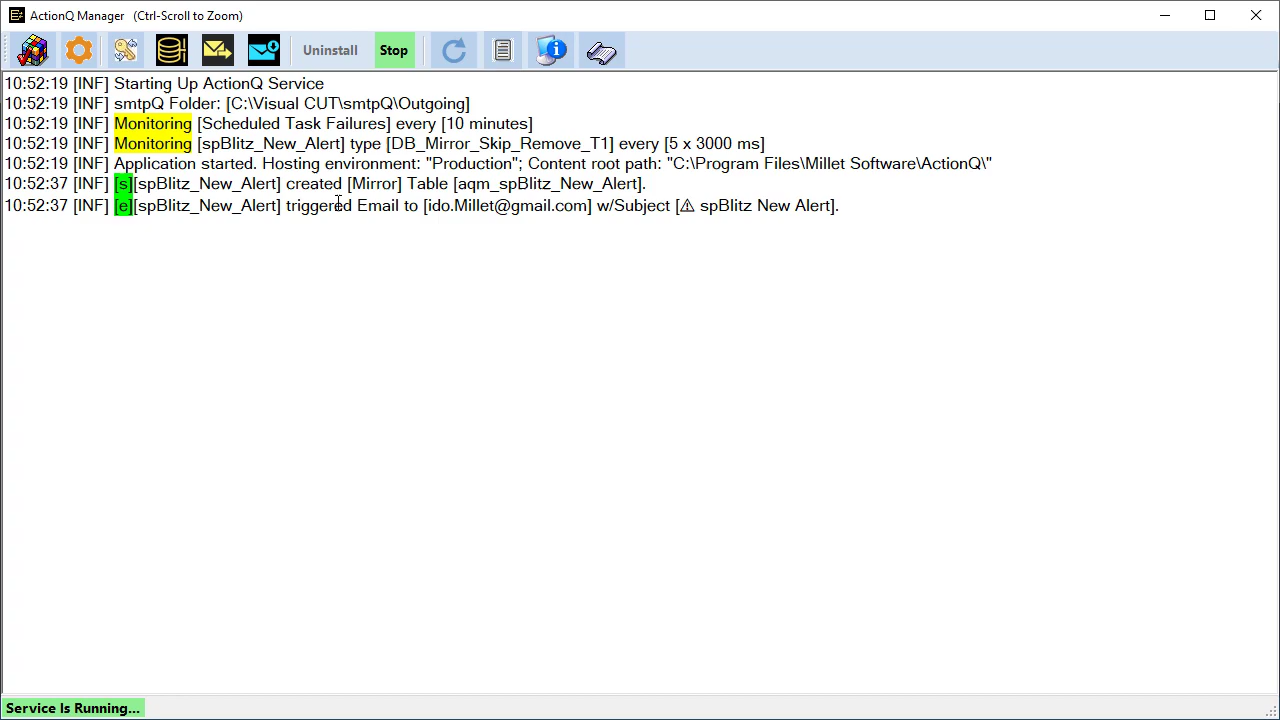 ActionQ Manager (Ctrl-Scroll to Zoom)
Uninstall Stop
10:52:19 [INF] Starting Up ActionQ Service
10:52:19 [INF] smtpQ Folder: [C:\Visual CUT\smtpQ\Outgoing]
10:52:19 [INF] Monitoring [Scheduled Task Failures] every [10 minutes]
10:52:19 [INF] Monitoring [spBlitz_New_Alert] type [DB_Mirror_Skip_Remove_T1] every [5 x 3000 ms]
10:52:19 [INF] Application started. Hosting environment: "Production"; Content root path: "C:\Program Files\Millet Software\ActionQ\"
10:52:37 [INF] [s][spBlitz_New_Alert] created [Mirror] Table [aqm_spBlitz_New_Alert].
10:52:37 [INF] [e][spBlitz_New_Alert] triggered Email to [ido.Millet@gmail.com] w/Subject [⚠ spBlitz New Alert].
Service Is Running...